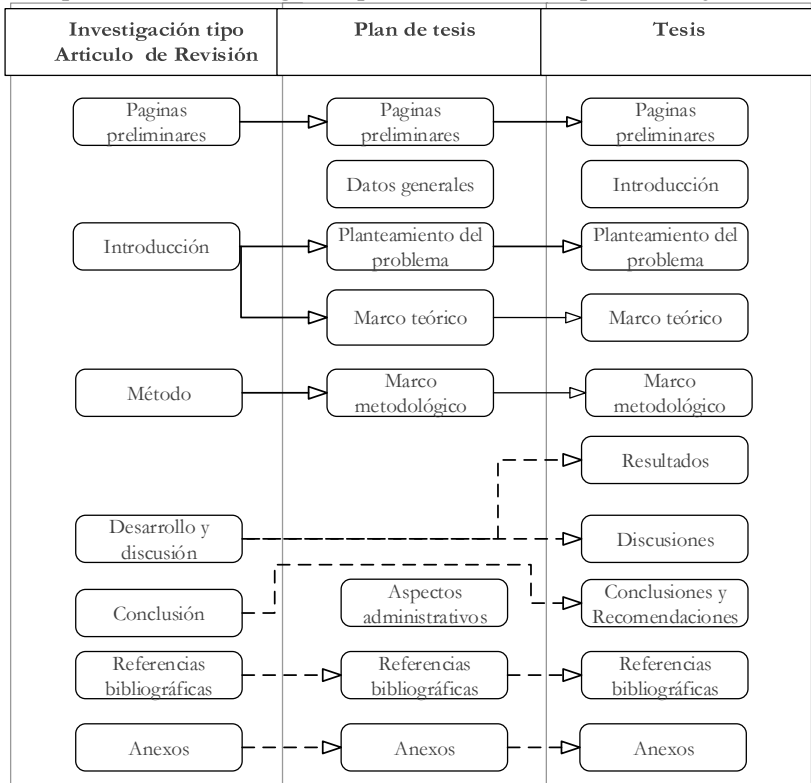 Investigación tipo
Articulo de Revisión
Plan de tesis
Tesis
Paginas
preliminares
Paginas
preliminares
Paginas
preliminares
Datos generales
Introducción
Introducción
Planteamiento del
problema
Planteamiento del
problema
Marco teórico
Marco teórico
Método
Marco
metodológico
Marco
metodológico
Resultados
Desarrollo y
discusión
Discusiones
Conclusión
Aspectos
administrativos
Conclusiones y
Recomendaciones
Referencias
bibliográficas
Referencias
bibliográficas
Referencias
bibliográficas
Anexos
Anexos
Anexos